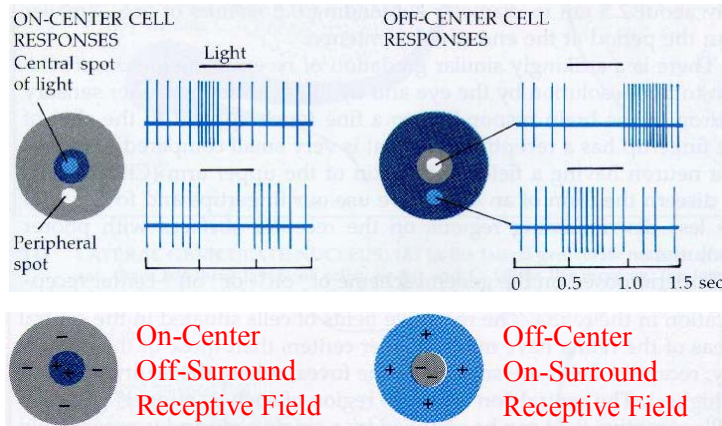 ON-CENTER CELL
RESPONSES
Central spot
of light
Light
Peripheral
spot
OFF-CENTER CELL
RESPONSES
0 0.5 1.0 1.5 sec
On-Center
Off-Surround
Receptive Field
Off-Center
On-Surround
Receptive Field